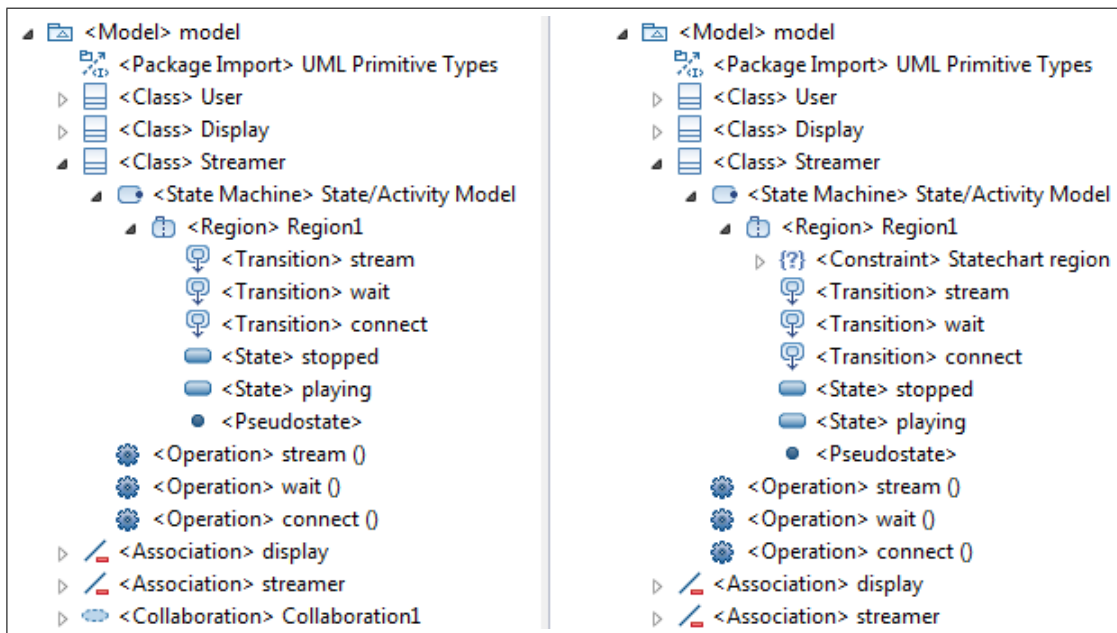 <Model> model
<Package Import> UML Primitive Types
<Class> User
<Class> Display
<Class> Streamer
<State Machine> State/Activity Model
<Region> Region1
<Transition> stream
<Transition> wait
<Transition> connect
<State> stopped
<State> playing
<Pseudostate>
<Operation> stream ()
<Operation> wait ()
<Operation> connect ()
<Association> display
<Association> streamer
<Collaboration> Collaboration1
<Model> model
<Package Import> UML Primitive Types
<Class> User
<Class> Display
<Class> Streamer
<State Machine> State/Activity Model
<Region> Region1
{?} <Constraint> Statechart region
<Transition> stream
<Transition> wait
<Transition> connect
<State> stopped
<State> playing
<Pseudostate>
<Operation> stream ()
<Operation> wait ()
<Operation> connect ()
<Association> display
<Association> streamer